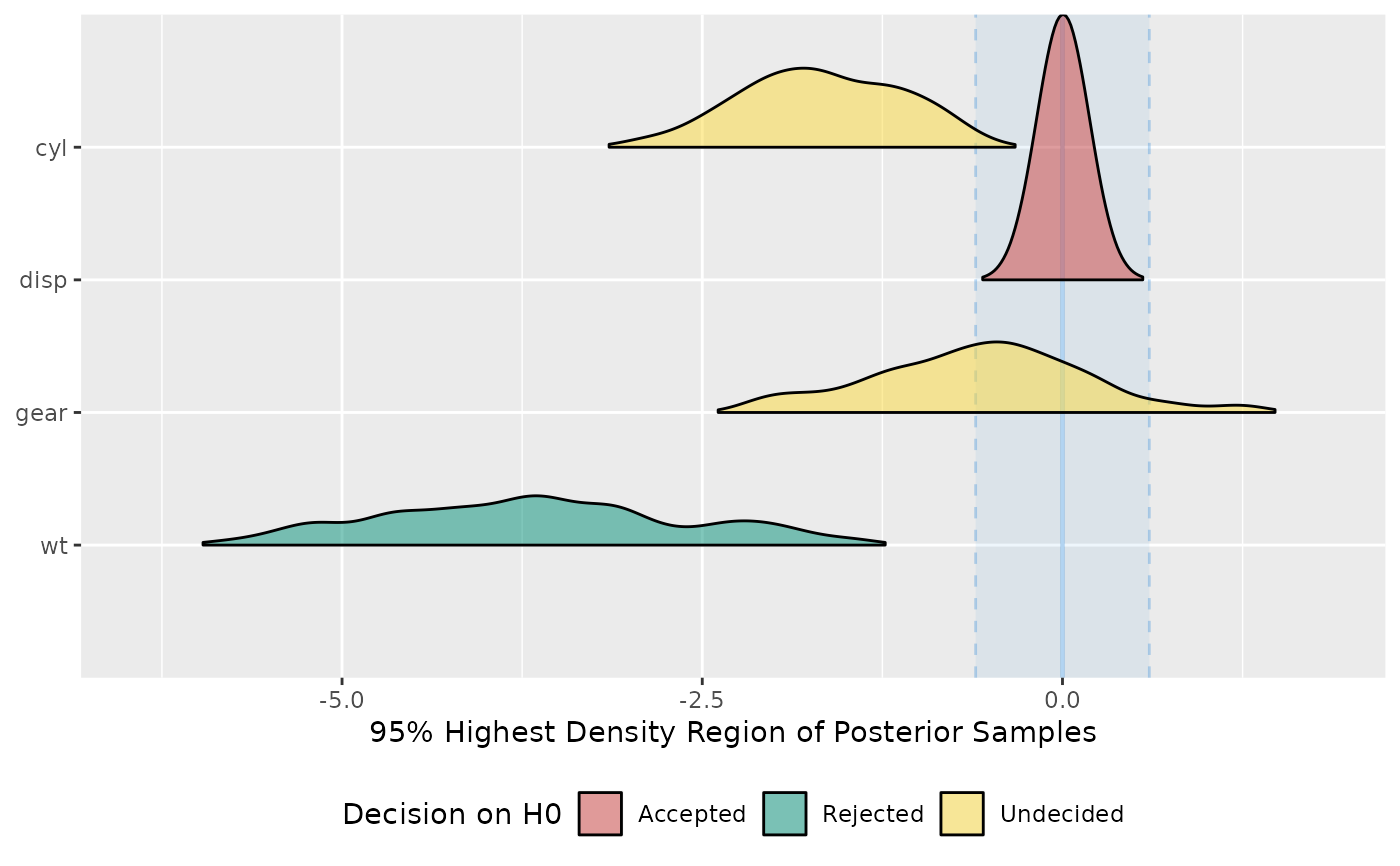 cyl
disp
gear
wt
-5.0 -2.5 0.0
95% Highest Density Region of Posterior Samples
Decision on H0 Accepted Rejected Undecided